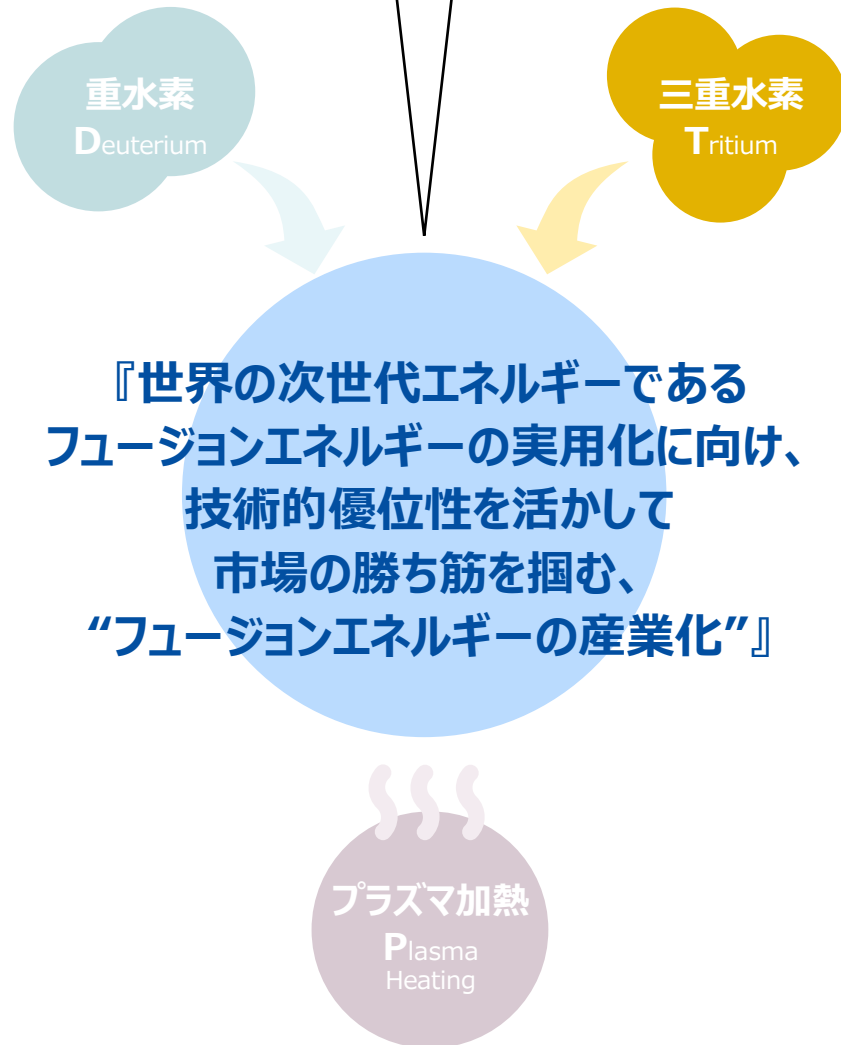 重水素
Deuterium
三重水素
Tritium
『世界の次世代エネルギーである
フュージョンエネルギーの実用化に向け、
技術的優位性を活かして
市場の勝ち筋を掴む、
“フュージョンエネルギーの産業化”』
プラズマ加熱
Plasma
Heating